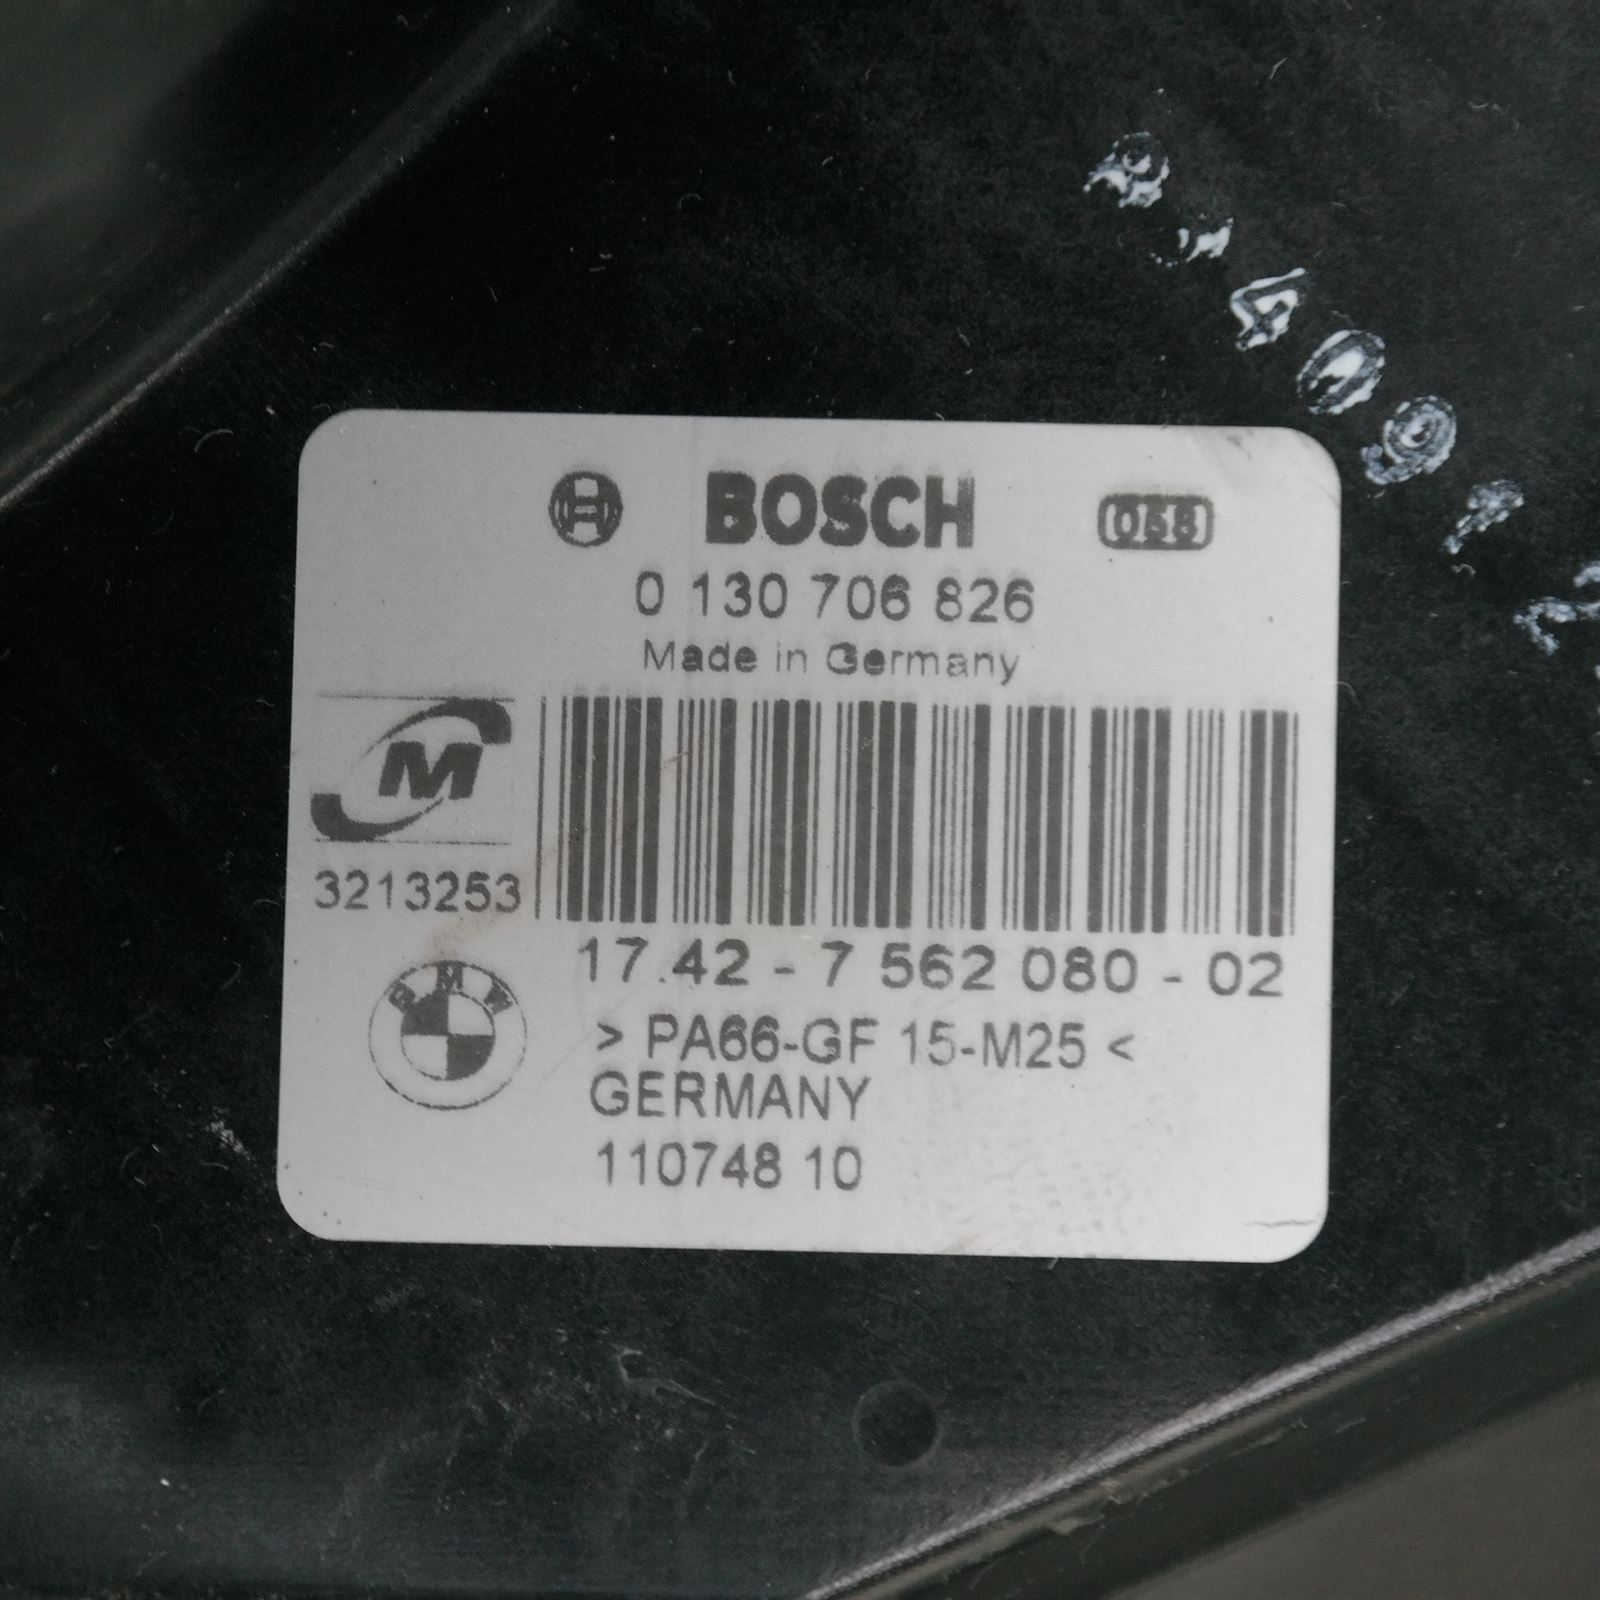 BOSCH 058
0 130 706 826
Made in Germany
M
3213253
17.42 - 7 562 080 - 02
BMW
> PA66-GF 15-M25 <
GERMANY
110748 10